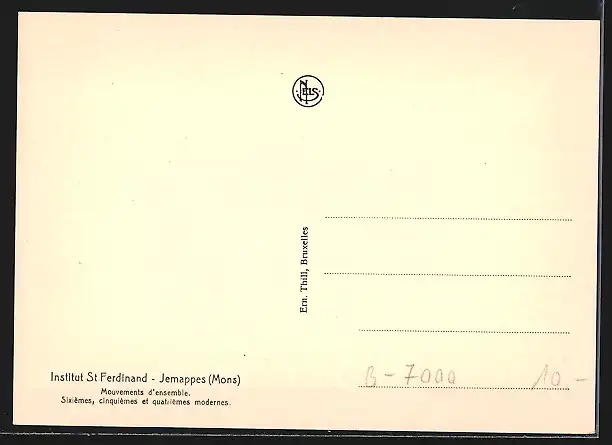 NELS
Ern. Thill, Bruxelles
Institut St Ferdinand - Jemappes (Mons)
Mouvements d'ensemble.
Sixièmes, cinquièmes et quatrièmes modernes.
B - 7000 10 -